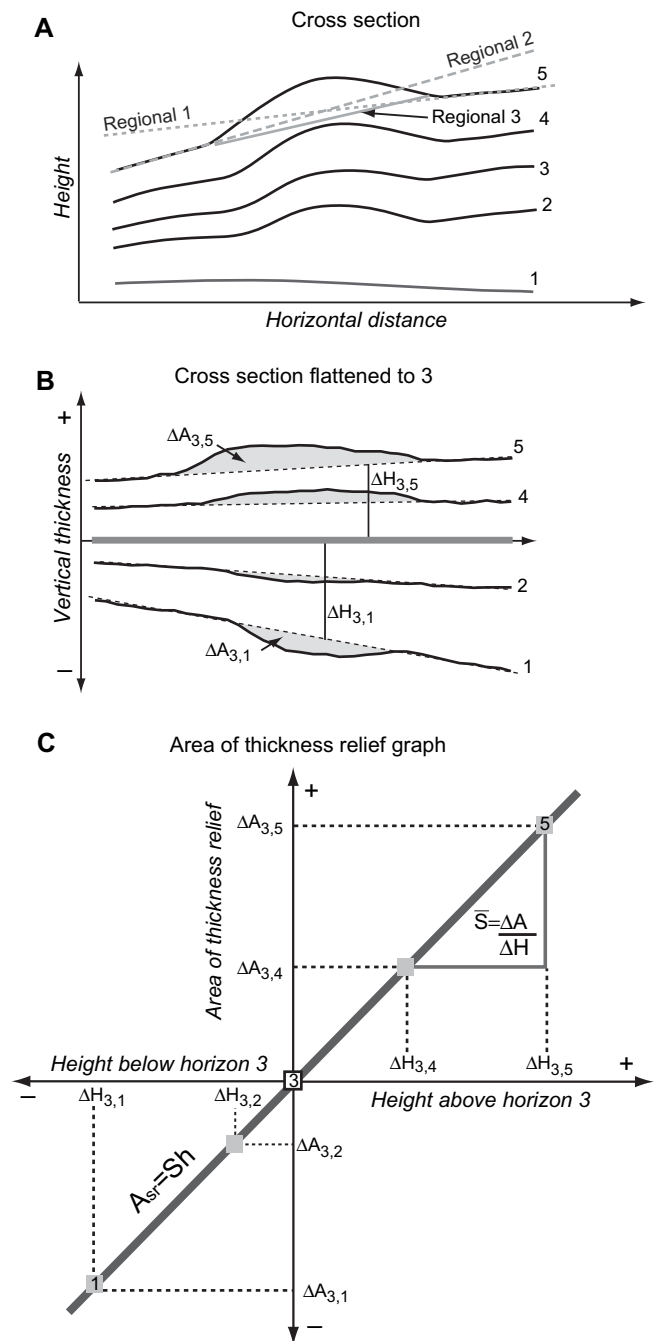 A
Cross section
Regional 2
Regional 1
5
Regional 3
4
3
2
1
Height
Horizontal distance
B
Cross section flattened to 3
+
ΔA3,5
5
ΔH3,5
4
Vertical thickness
2
ΔH3,1
ΔA3,1
1
–
C
Area of thickness relief graph
+
Area of thickness relief
ΔA3,5
5
S̅=ΔA
ΔH
ΔA3,4
Height below horizon 3
ΔH3,4
ΔH3,5
+
–
3
ΔH3,1
ΔH3,2
Height above horizon 3
ΔA3,2
Asr=Sh
1
ΔA3,1
–